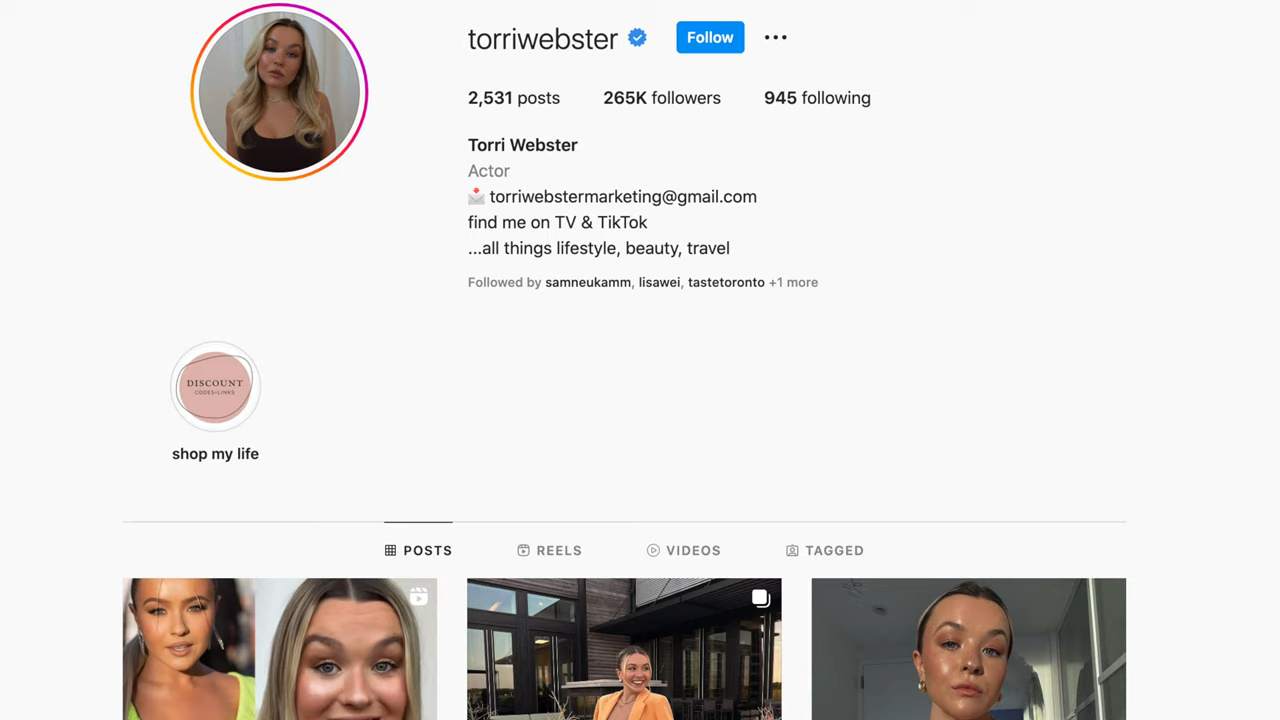 torriwebster Follow
2,531 posts 265K followers 945 following
Torri Webster
Actor
torriwebstermarketing@gmail.com
find me on TV & TikTok
...all things lifestyle, beauty, travel
Followed by samneukamm, lisawei, tastetoronto +1 more
DISCOUNT
CODES+LINKS
shop my life
POSTS REELS VIDEOS TAGGED